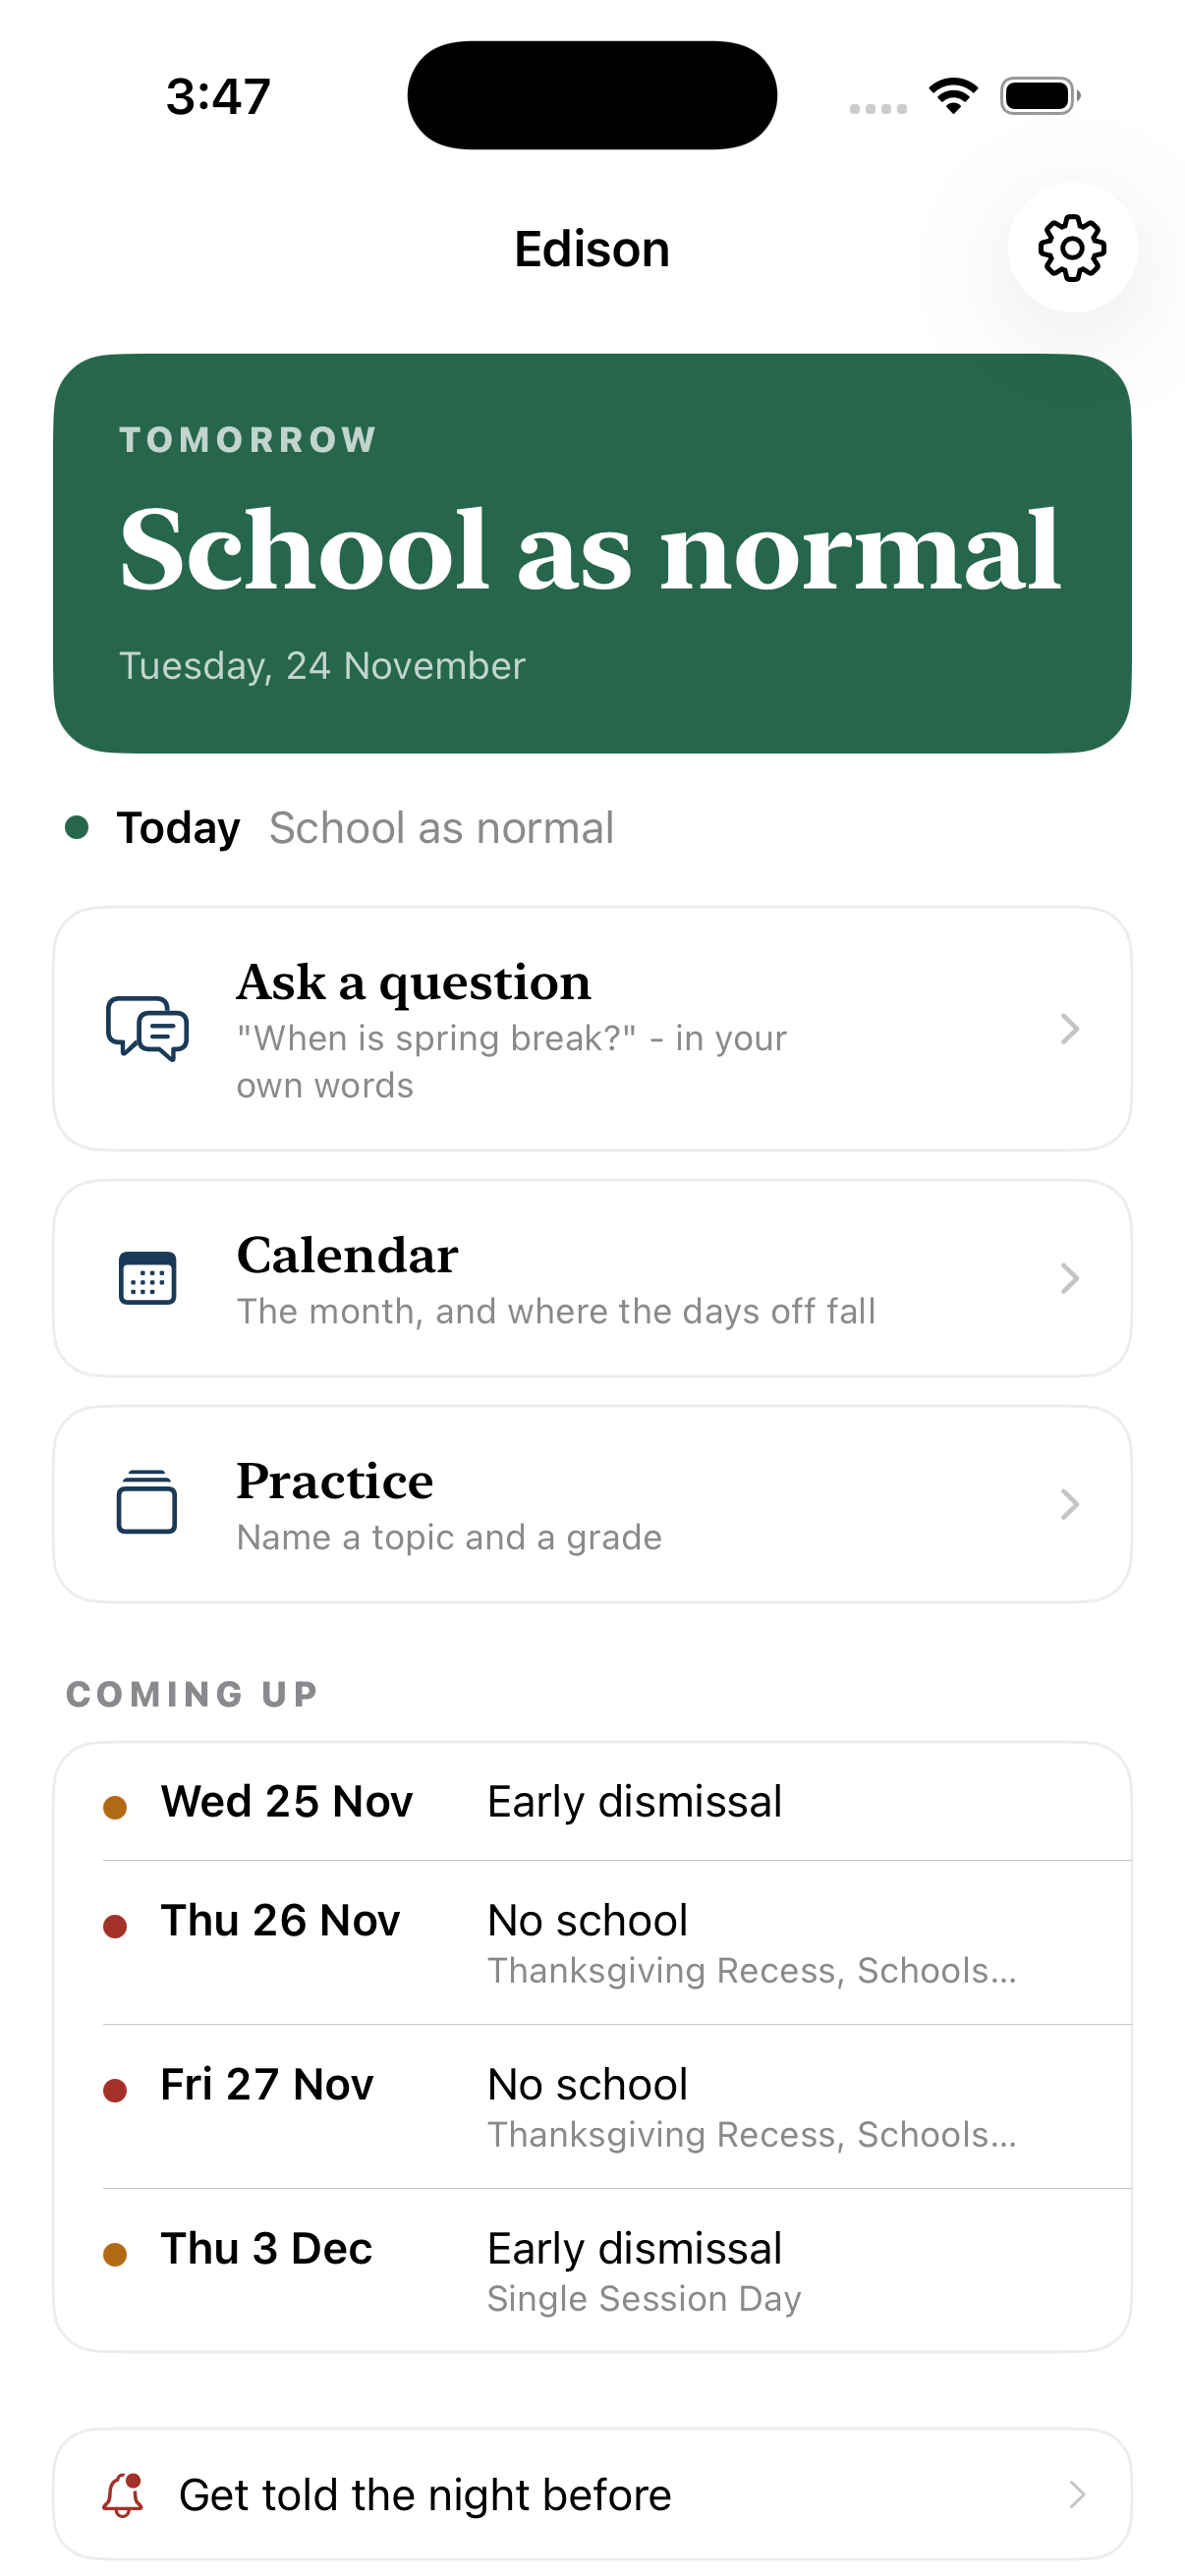 3:47
Edison
TOMORROW
School as normal
Tuesday, 24 November
Today School as normal
Ask a question
"When is spring break?" - in your
own words
Calendar
The month, and where the days off fall
Practice
Name a topic and a grade
COMING UP
Wed 25 Nov Early dismissal
Thu 26 Nov No school
Thanksgiving Recess, Schools...
Fri 27 Nov No school
Thanksgiving Recess, Schools...
Thu 3 Dec Early dismissal
Single Session Day
Get told the night before